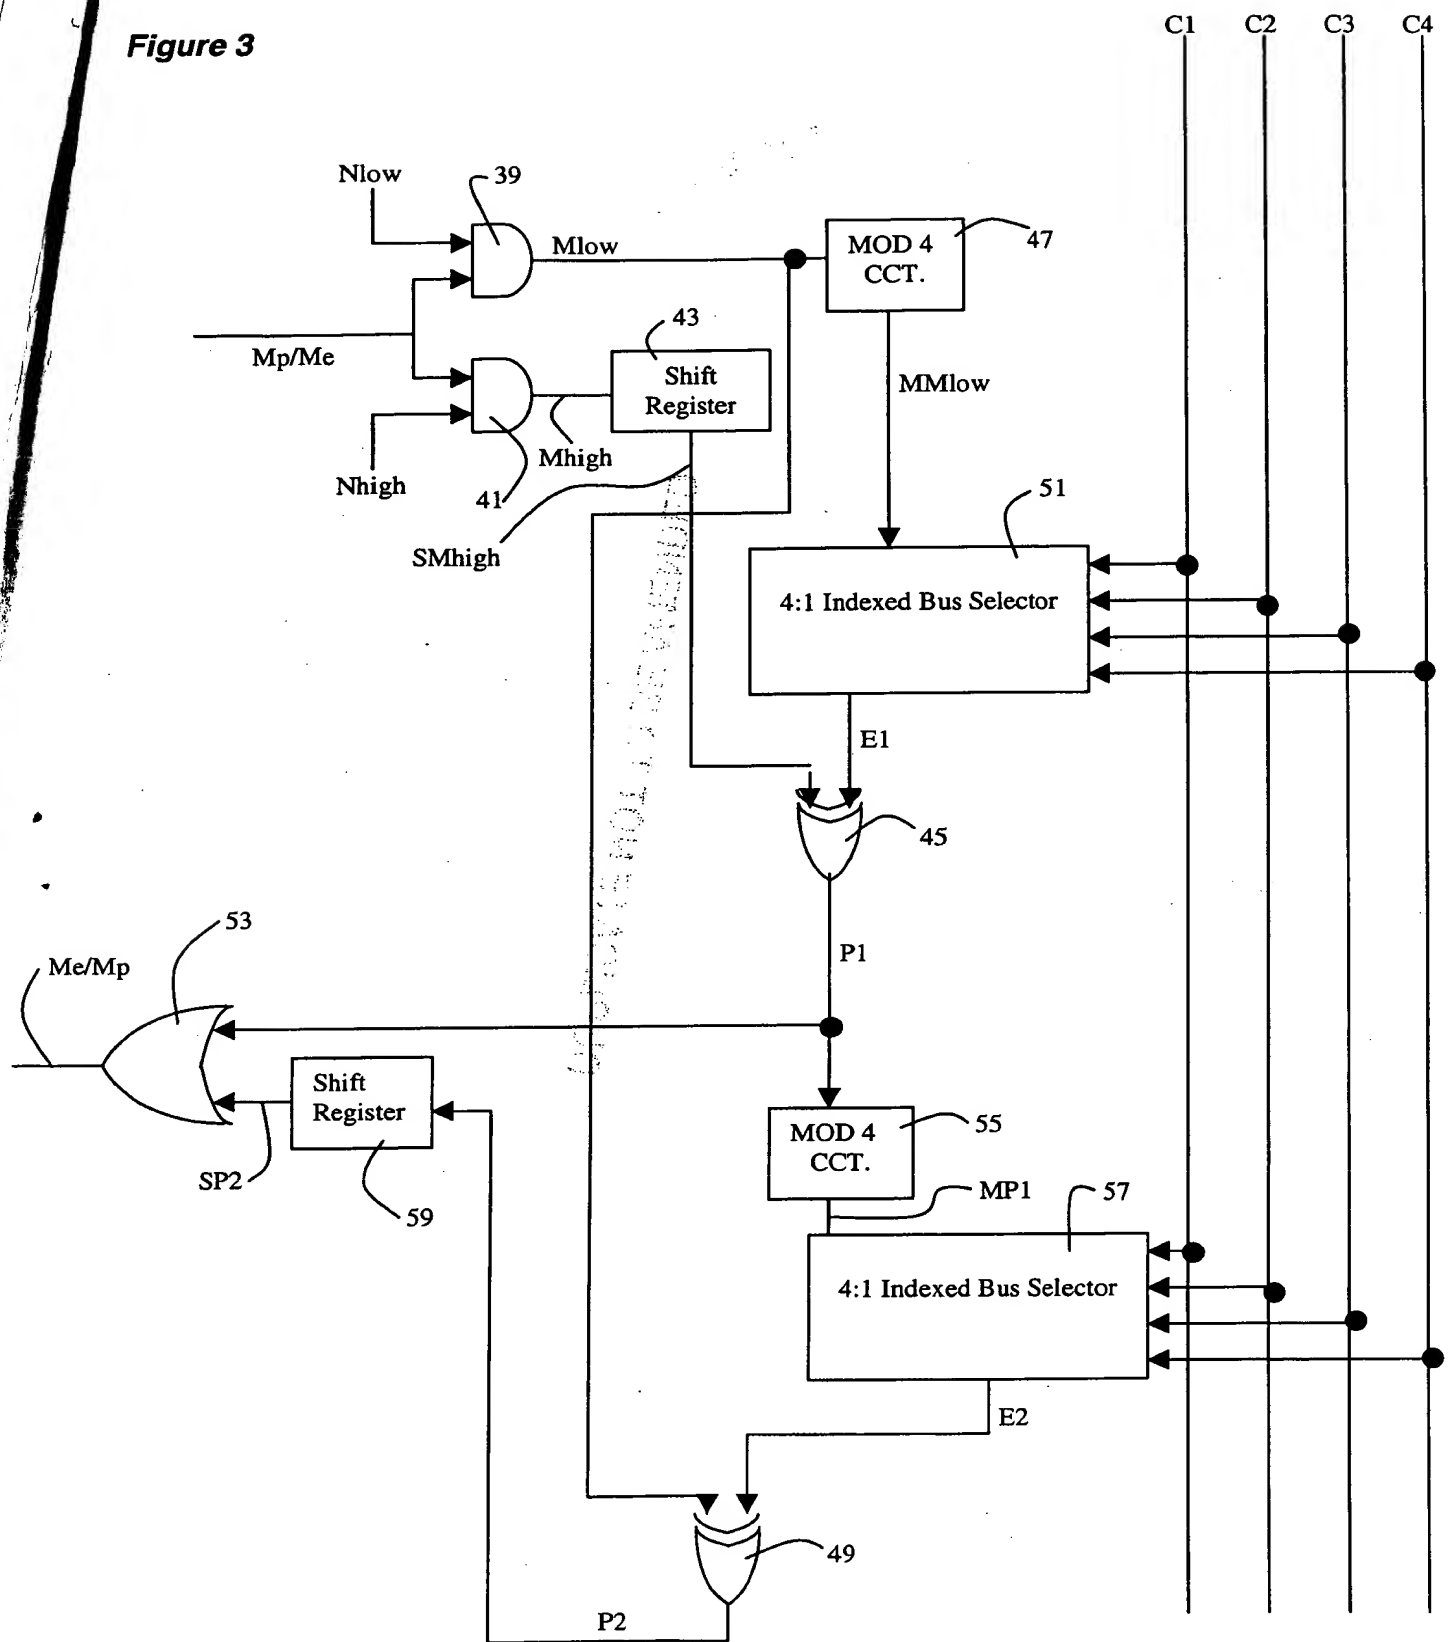 Figure 3
C1
C2
C3
C4
Nlow
39
Mlow
MOD 4
CCT.
47
Mp/Me
43
Shift
Register
MMlow
Mhigh
Nhigh
41
SMhigh
51
4:1 Indexed Bus Selector
E1
45
53
Me/Mp
P1
Shift
Register
SP2
59
MOD 4
CCT.
55
MP1
57
4:1 Indexed Bus Selector
E2
49
P2